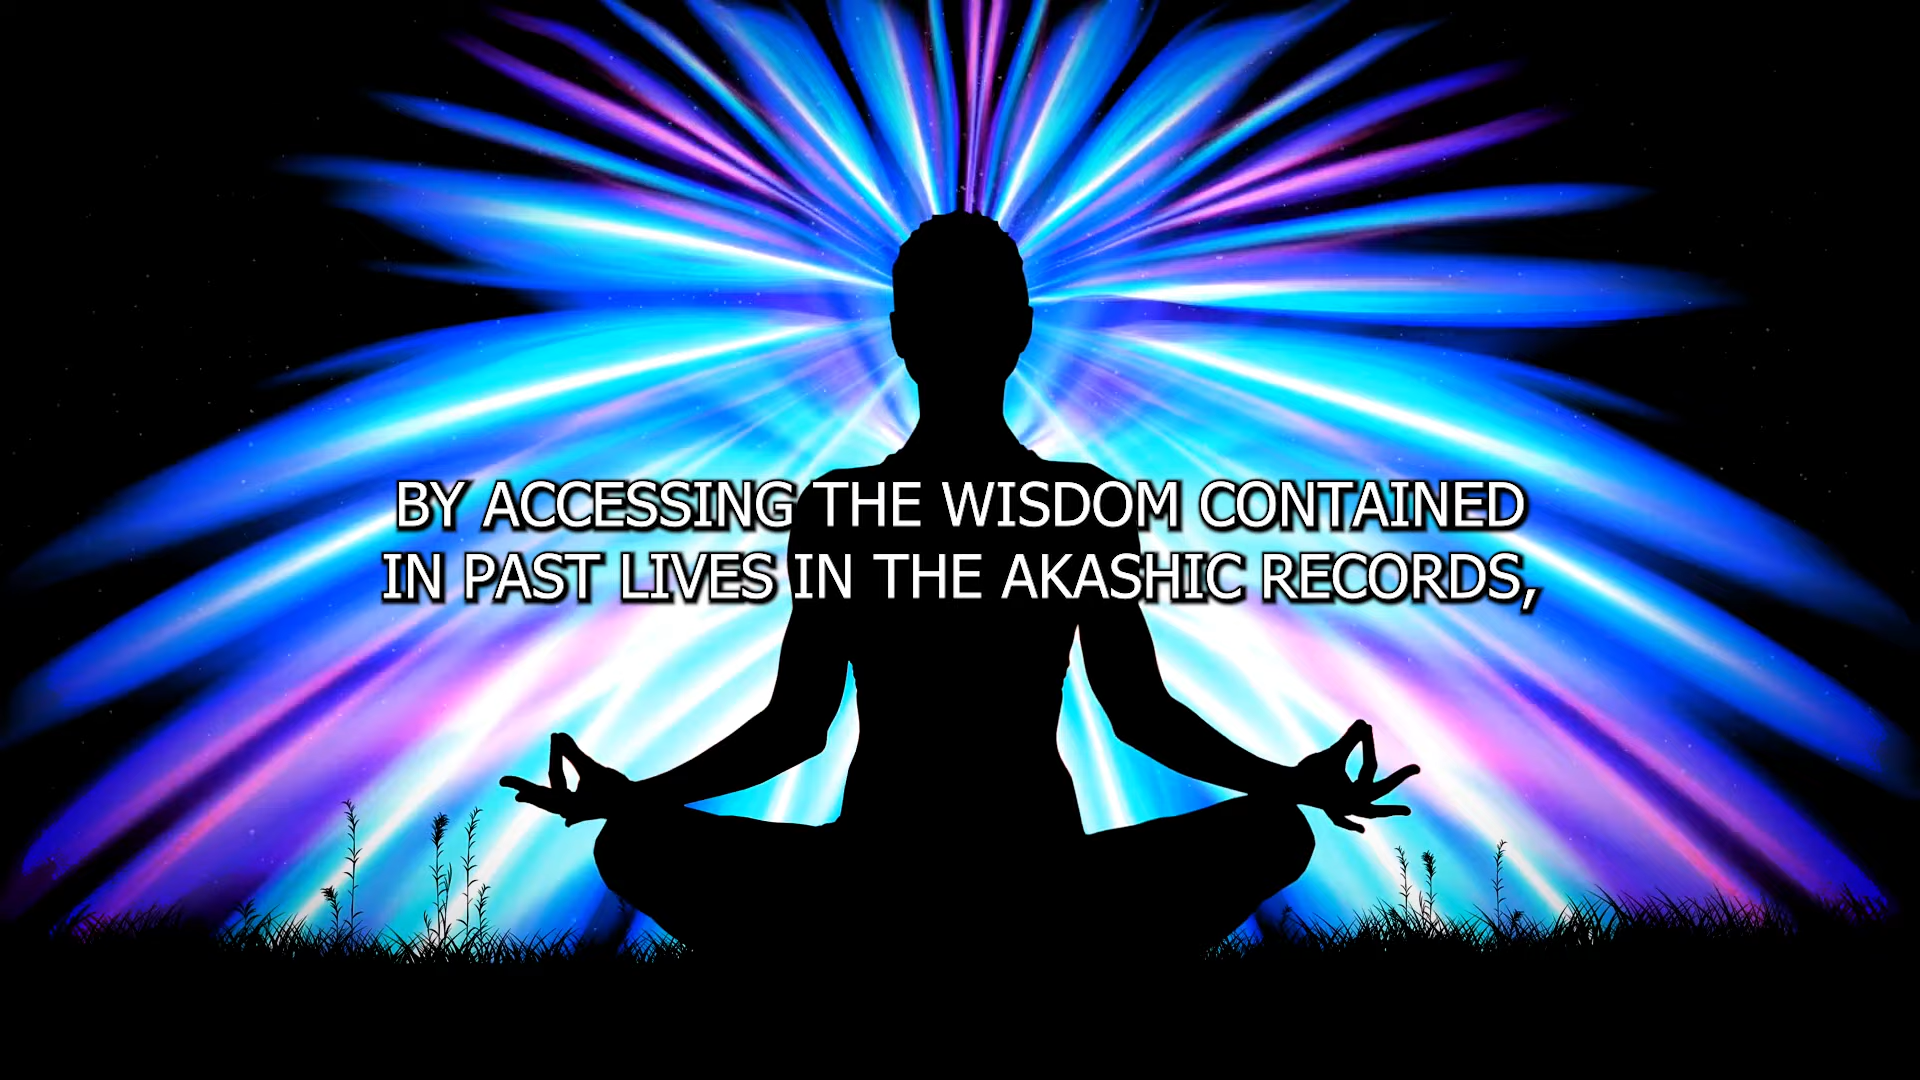 BY ACCESSING THE WISDOM CONTAINED
IN PAST LIVES IN THE AKASHIC RECORDS,